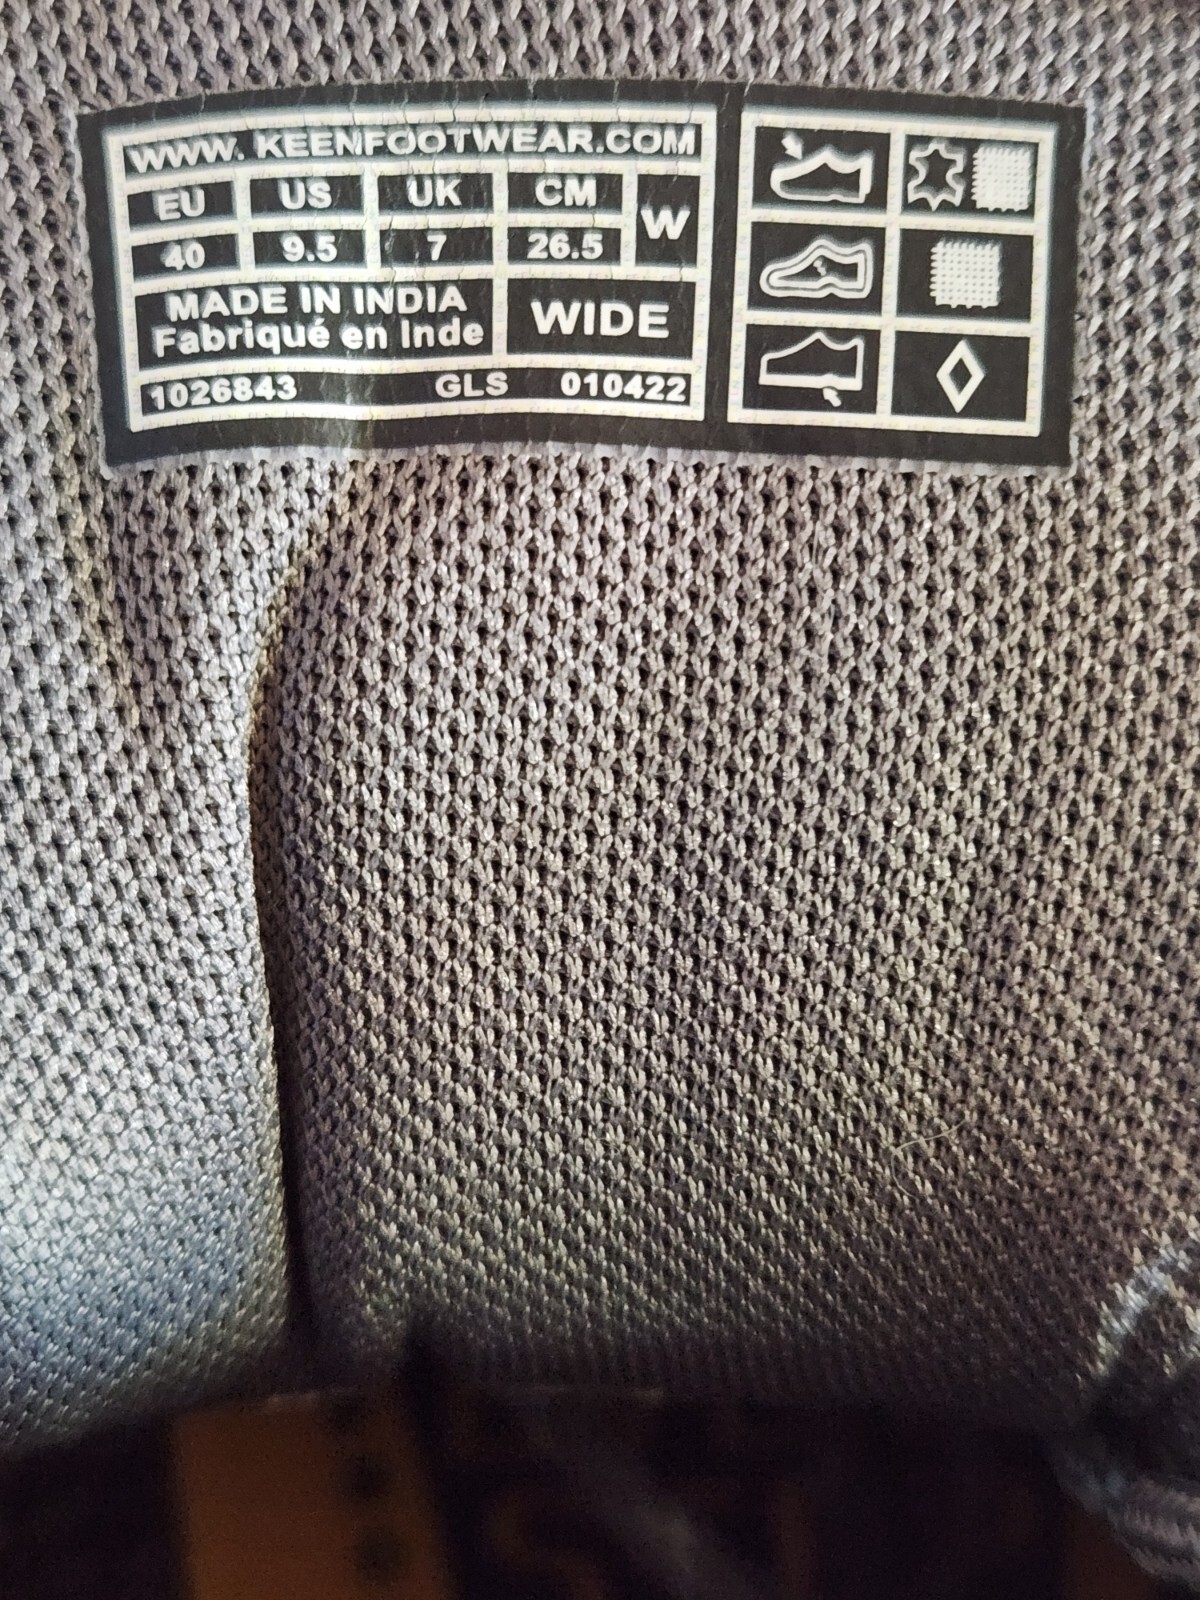 WWW. KEENFOOTWEAR.COM
EU US UK CM W
40 9.5 7 26.5
MADE IN INDIA
Fabriqué en Inde
WIDE
1026843 GLS 010422